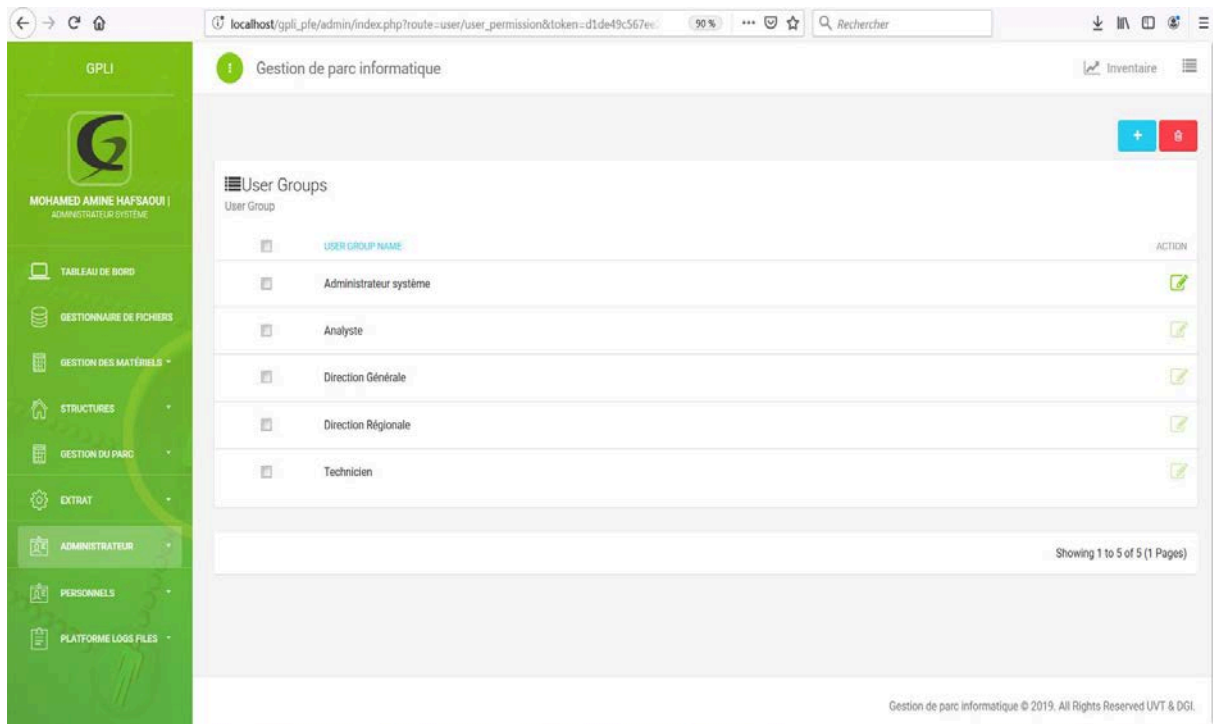 localhost/gpli_pfe/admin/index.php?route=user/user_permission&token=d1de49c567ee
90 %
Rechercher
GPLI
Gestion de parc informatique
Inventaire
MOHAMED AMINE HAFSAOUI |
ADMINISTRATEUR SYSTÈME
User Groups
User Group
USER GROUP NAME
ACTION
TABLEAU DE BORD
Administrateur système
GESTIONNAIRE DE FICHIERS
Analyste
GESTION DES MATÉRIELS
Direction Générale
STRUCTURES
Direction Régionale
GESTION DU PARC
Technicien
EXTRAT
ADMINISTRATEUR
Showing 1 to 5 of 5 (1 Pages)
PERSONNELS
PLATFORME LOGS FILES
Gestion de parc informatique © 2019. All Rights Reserved UVT & DGI.